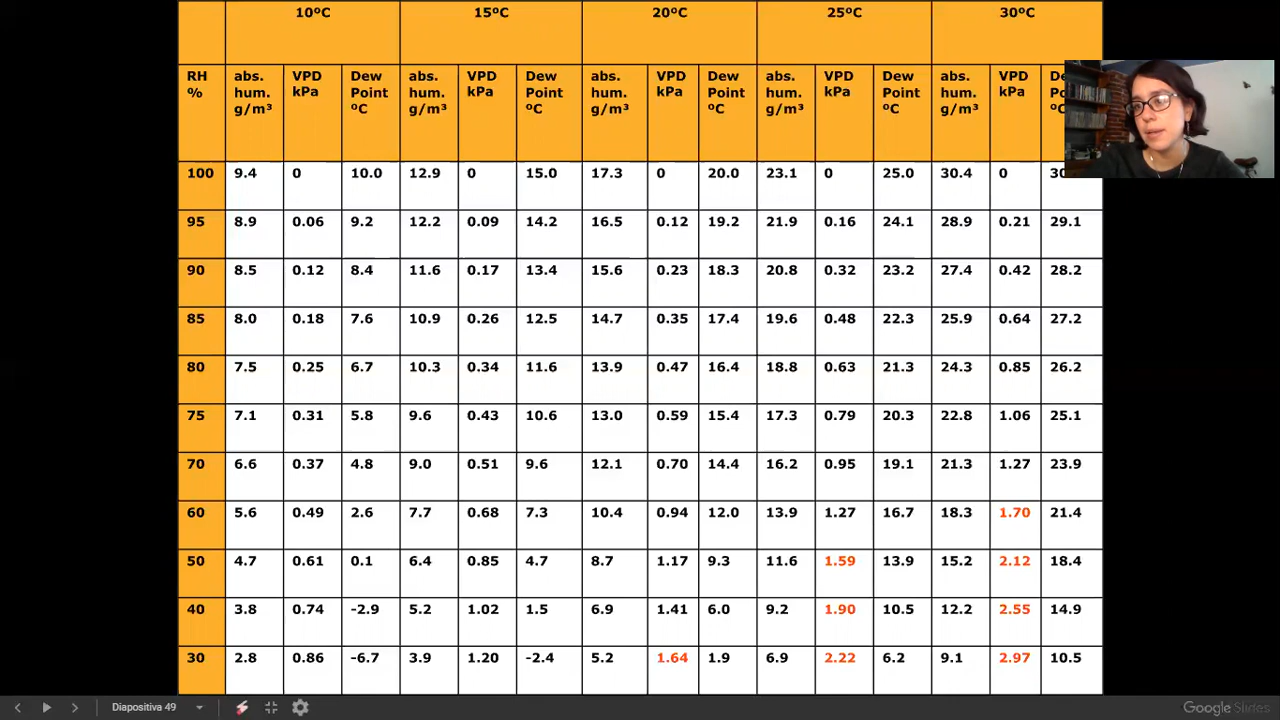 10ºC 15ºC 20ºC 25ºC 30ºC
RH % abs. hum. g/m³ VPD kPa Dew Point ºC abs. hum. g/m³ VPD kPa Dew Point ºC abs. hum. g/m³ VPD kPa Dew Point ºC abs. hum. g/m³ VPD kPa Dew Point ºC abs. hum. g/m³ VPD kPa ºC
100 9.4 0 10.0 12.9 0 15.0 17.3 0 20.0 23.1 0 25.0 30.4 0
95 8.9 0.06 9.2 12.2 0.09 14.2 16.5 0.12 19.2 21.9 0.16 24.1 28.9 0.21 29.1
90 8.5 0.12 8.4 11.6 0.17 13.4 15.6 0.23 18.3 20.8 0.32 23.2 27.4 0.42 28.2
85 8.0 0.18 7.6 10.9 0.26 12.5 14.7 0.35 17.4 19.6 0.48 22.3 25.9 0.64 27.2
80 7.5 0.25 6.7 10.3 0.34 11.6 13.9 0.47 16.4 18.8 0.63 21.3 24.3 0.85 26.2
75 7.1 0.31 5.8 9.6 0.43 10.6 13.0 0.59 15.4 17.3 0.79 20.3 22.8 1.06 25.1
70 6.6 0.37 4.8 9.0 0.51 9.6 12.1 0.70 14.4 16.2 0.95 19.1 21.3 1.27 23.9
60 5.6 0.49 2.6 7.7 0.68 7.3 10.4 0.94 12.0 13.9 1.27 16.7 18.3 1.70 21.4
50 4.7 0.61 0.1 6.4 0.85 4.7 8.7 1.17 9.3 11.6 1.59 13.9 15.2 2.12 18.4
40 3.8 0.74 -2.9 5.2 1.02 1.5 6.9 1.41 6.0 9.2 1.90 10.5 12.2 2.55 14.9
30 2.8 0.86 -6.7 3.9 1.20 -2.4 5.2 1.64 1.9 6.9 2.22 6.2 9.1 2.97 10.5
Diapositiva 49
Google Slides